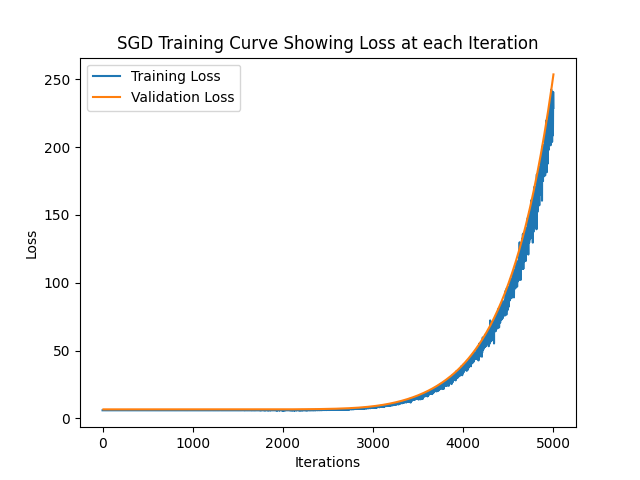 SGD Training Curve Showing Loss at each Iteration
Training Loss
Validation Loss
250
200
150
100
50
0
Loss
0 1000 2000 3000 4000 5000
Iterations